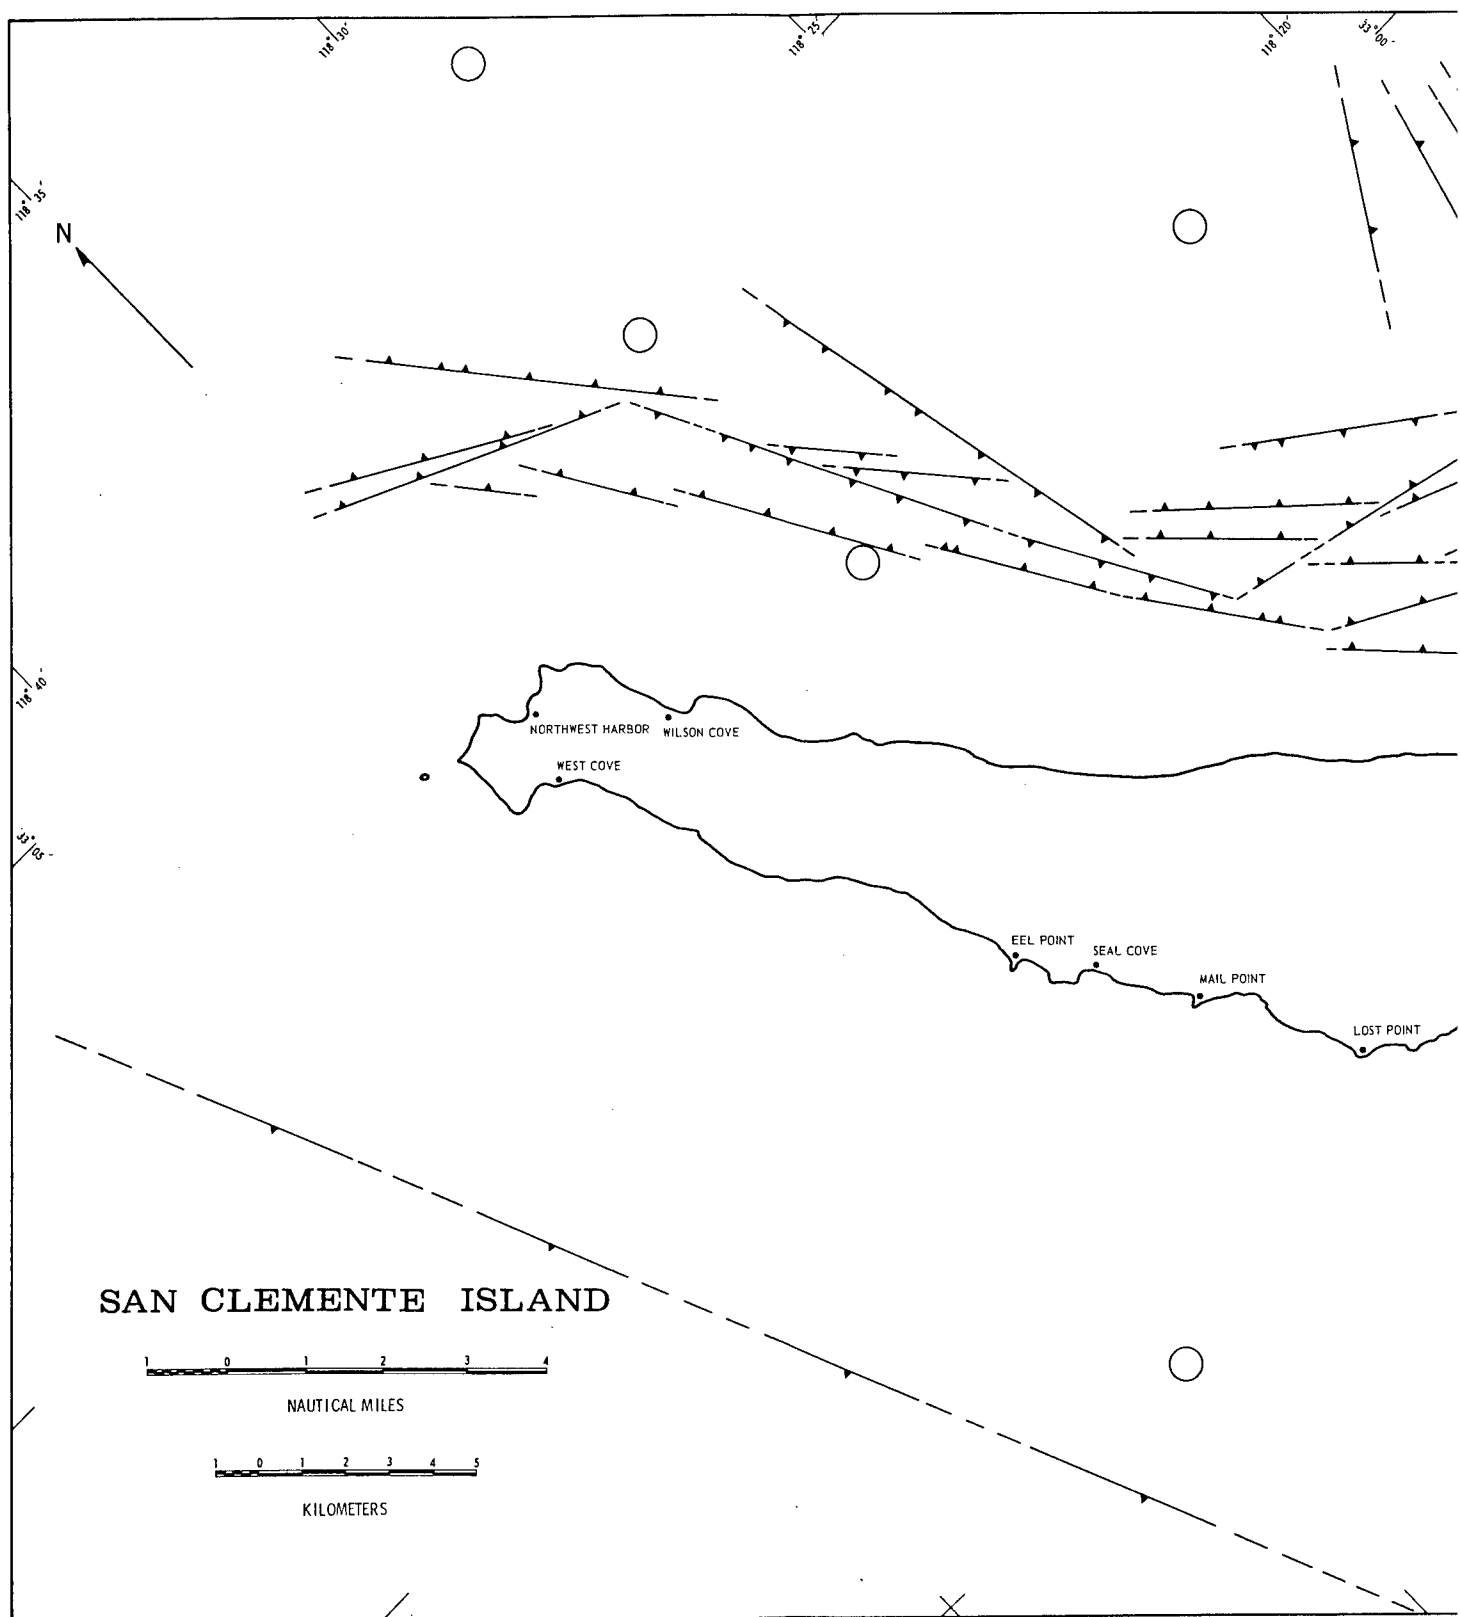 118° 30'
118° 25'
118° 20'
33° 00'
118° 35'
N
118° 40'
NORTHWEST HARBOR
WILSON COVE
WEST COVE
33° 05'
EEL POINT
SEAL COVE
MAIL POINT
LOST POINT
SAN CLEMENTE ISLAND
1 0 1 2 3 4
NAUTICAL MILES
1 0 1 2 3 4 5
KILOMETERS